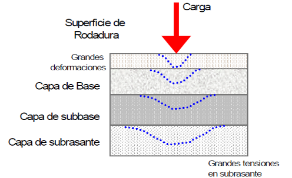 Carga
Superficie de
Rodadura
Grandes
deformaciones
Capa de Base
Capa de subbase
Capa de subrasante
Grandes tensiones
en subrasante